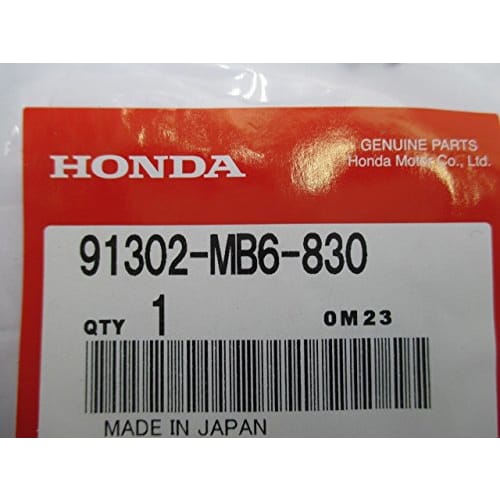 HONDA
GENUINE PARTS
Honda Motor Co., Ltd.
91302-MB6-830
QTY 1 0M23
MADE IN JAPAN